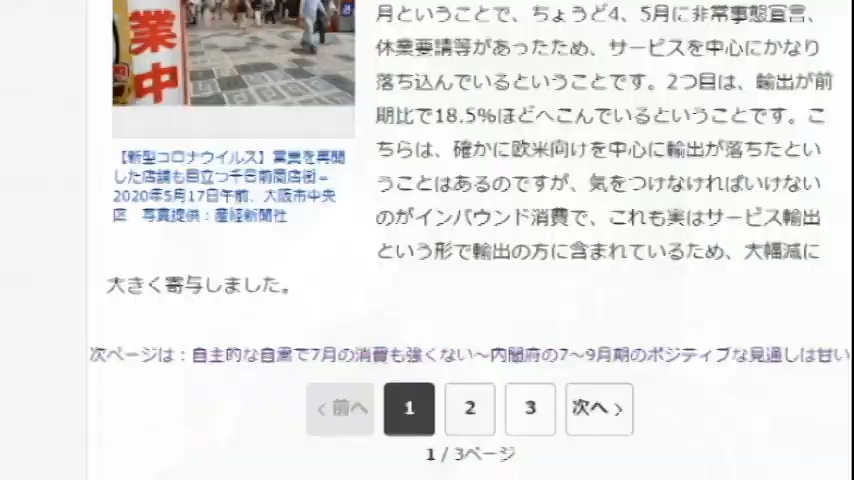 業
中
月ということで、ちょうど4、5月に非常事態宣言、
休業要請等があったため、サービスを中心にかなり
落ち込んでいるということです。2つ目は、輸出が前
期比で18.5%ほどへこんでいるということです。こ
ちらは、確かに欧米向けを中心に輸出が落ちたとい
うことはあるのですが、気をつけなければいけない
のがインバウンド消費で、これも実はサービス輸出
という形で輸出の方に含まれているため、大幅減に
大きく寄与しました。
【新型コロナウイルス】営業を再開
した店舗も目立つ千日前商店街=
2020年5月17日午前、大阪市中央
区 写真提供:産経新聞社
次ページは:自主的な自粛で7月の消費も強くない~内閣府の7~9月期のポジティブな見通しは甘い
< 前へ
1
2
3
次へ >
1 / 3ページ